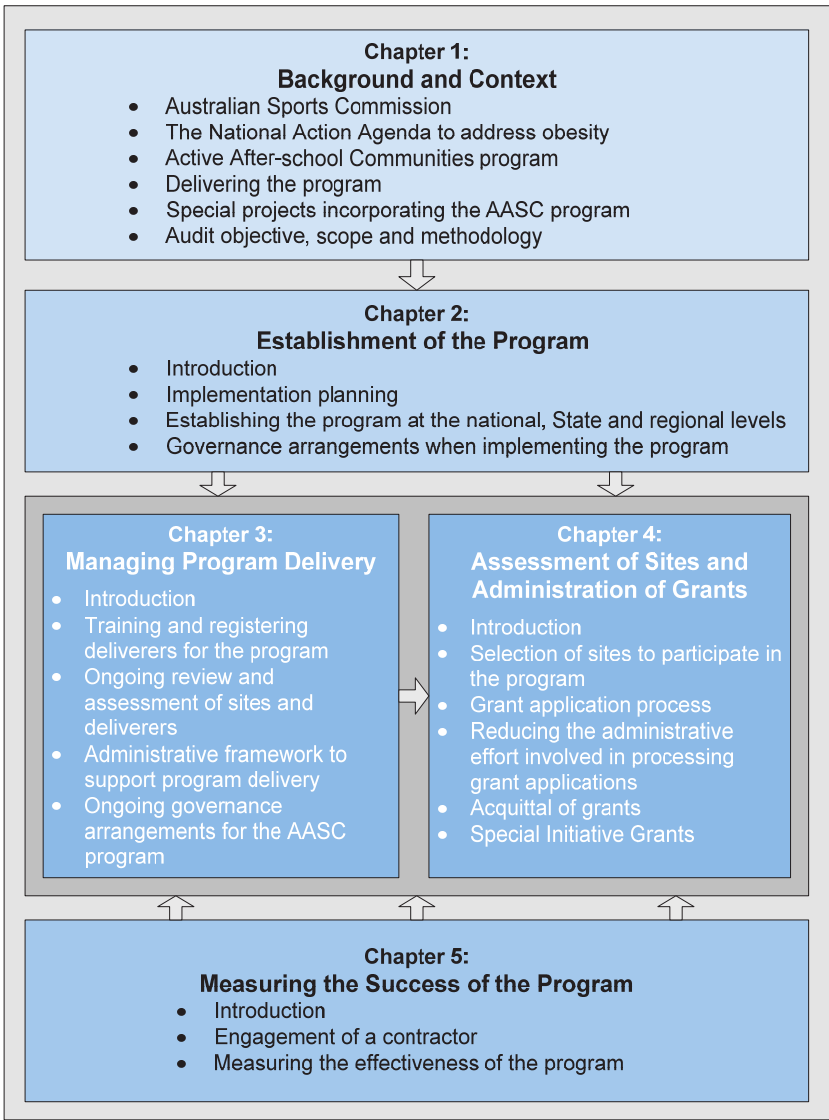 Chapter 1:
Background and Context
• Australian Sports Commission
• The National Action Agenda to address obesity
• Active After-school Communities program
• Delivering the program
• Special projects incorporating the AASC program
• Audit objective, scope and methodology
Chapter 2:
Establishment of the Program
• Introduction
• Implementation planning
• Establishing the program at the national, State and regional levels
• Governance arrangements when implementing the program
Chapter 3:
Managing Program Delivery
• Introduction
• Training and registering
deliverers for the program
• Ongoing review and
assessment of sites and
deliverers
• Administrative framework to
support program delivery
• Ongoing governance
arrangements for the AASC
program
Chapter 4:
Assessment of Sites and
Administration of Grants
• Introduction
• Selection of sites to participate in
the program
• Grant application process
• Reducing the administrative
effort involved in processing
grant applications
• Acquittal of grants
• Special Initiative Grants
Chapter 5:
Measuring the Success of the Program
• Introduction
• Engagement of a contractor
• Measuring the effectiveness of the program